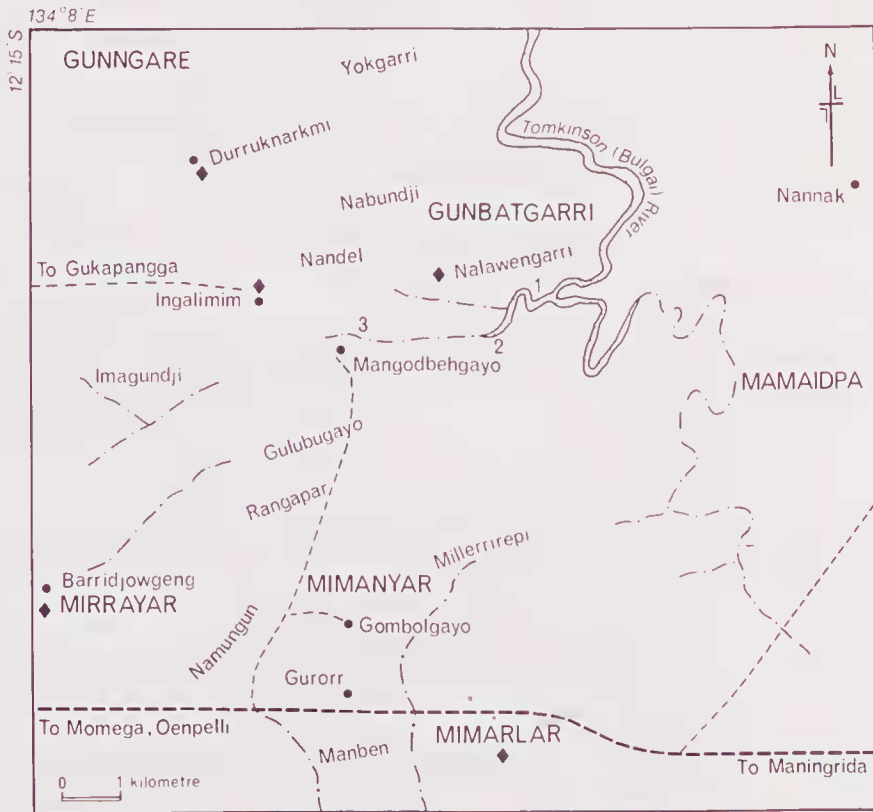 134°8' E
12°15' S
GUNNGARE
Yokgarri
N
Durruknarkmi
Tomkinson (Bulgai) River
Nannak
Nabundji
GUNBATGARRI
Nandel
Nalawengarri
To Gukapangga
1
Ingalimim
3
2
Mangodbehgayo
Imagundji
MAMAIDPA
Gulubugayo
Rangapar
Millerrirepi
Barridjowgeng
MIMANYAR
MIRRAYAR
Gombolgayo
Namungun
Gurorr
To Momega, Oenpelli
MIMARLAR
Manben
To Maningrida
0 1 kilometre